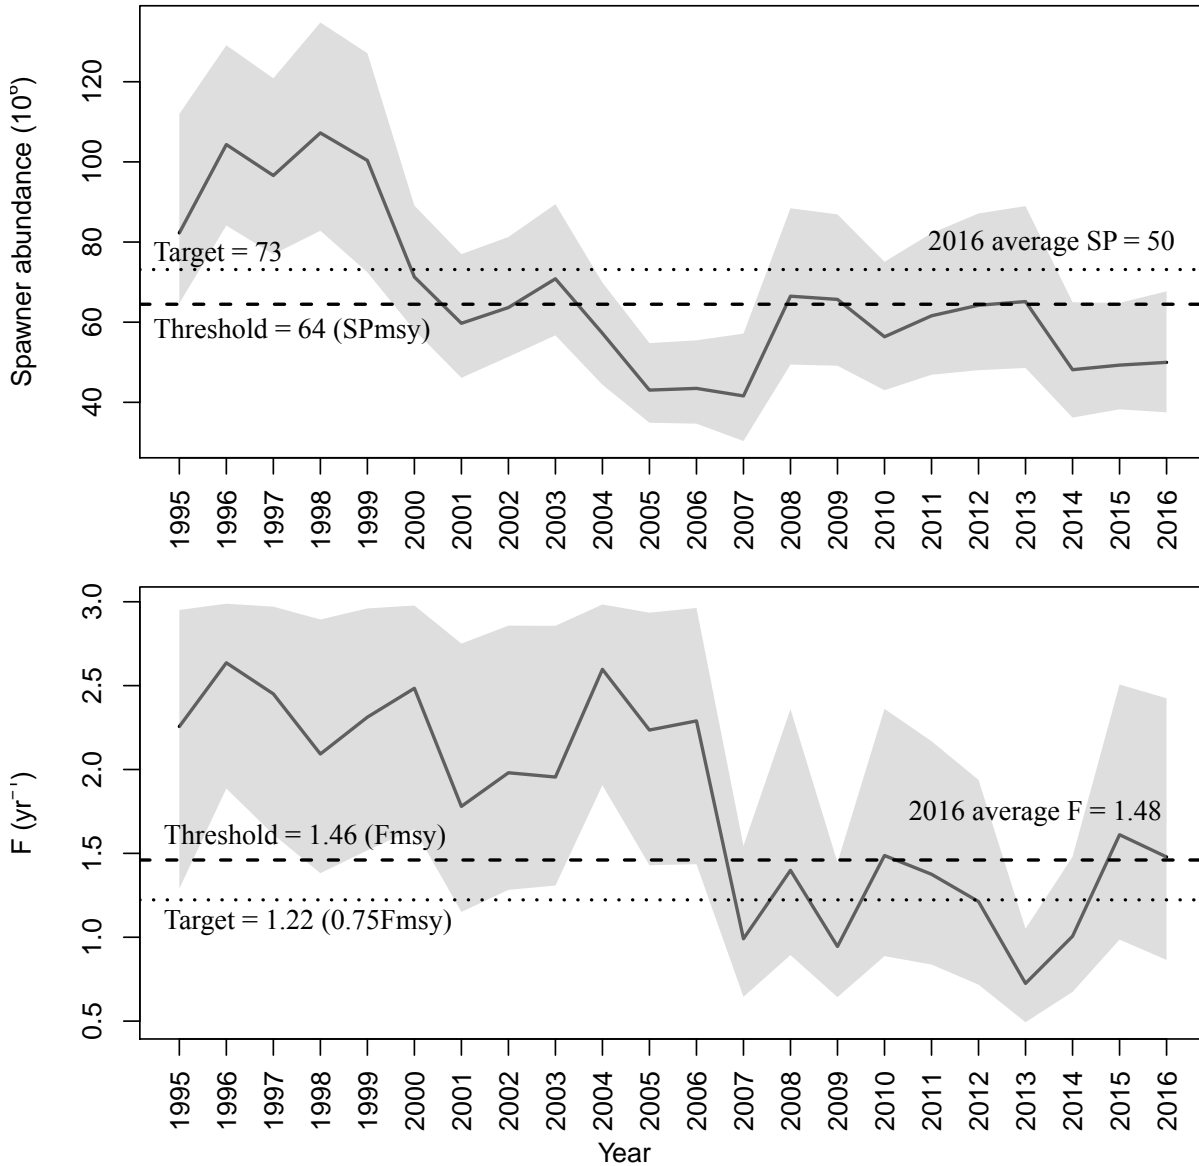 Spawner abundance (10⁶)
120
100
80
60
40
Target = 73
2016 average SP = 50
Threshold = 64 (SPmsy)
1995 1996 1997 1998 1999 2000 2001 2002 2003 2004 2005 2006 2007 2008 2009 2010 2011 2012 2013 2014 2015 2016
F (yr⁻¹)
3.0
2.5
2.0
1.5
1.0
0.5
2016 average F = 1.48
Threshold = 1.46 (Fmsy)
Target = 1.22 (0.75Fmsy)
1995 1996 1997 1998 1999 2000 2001 2002 2003 2004 2005 2006 2007 2008 2009 2010 2011 2012 2013 2014 2015 2016
Year